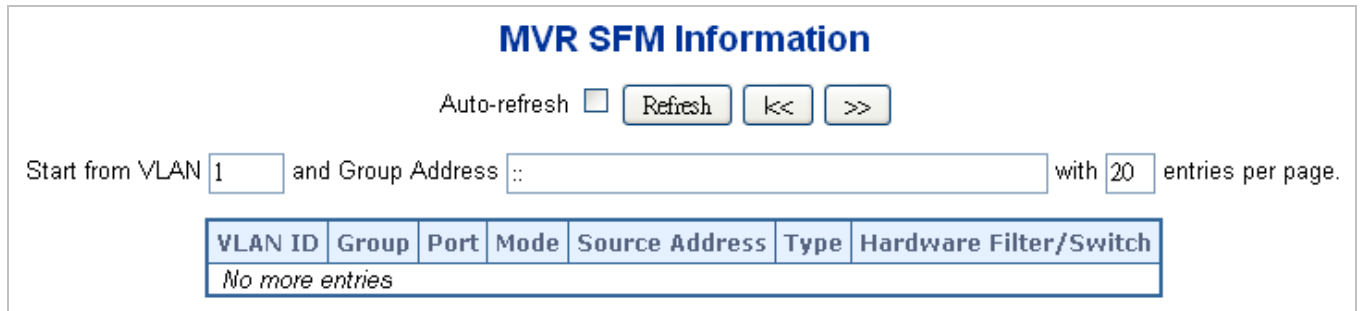 MVR SFM Information
Auto-refresh Refresh |<< >>
Start from VLAN 1 and Group Address :: with 20 entries per page.
VLAN ID Group Port Mode Source Address Type Hardware Filter/Switch
No more entries